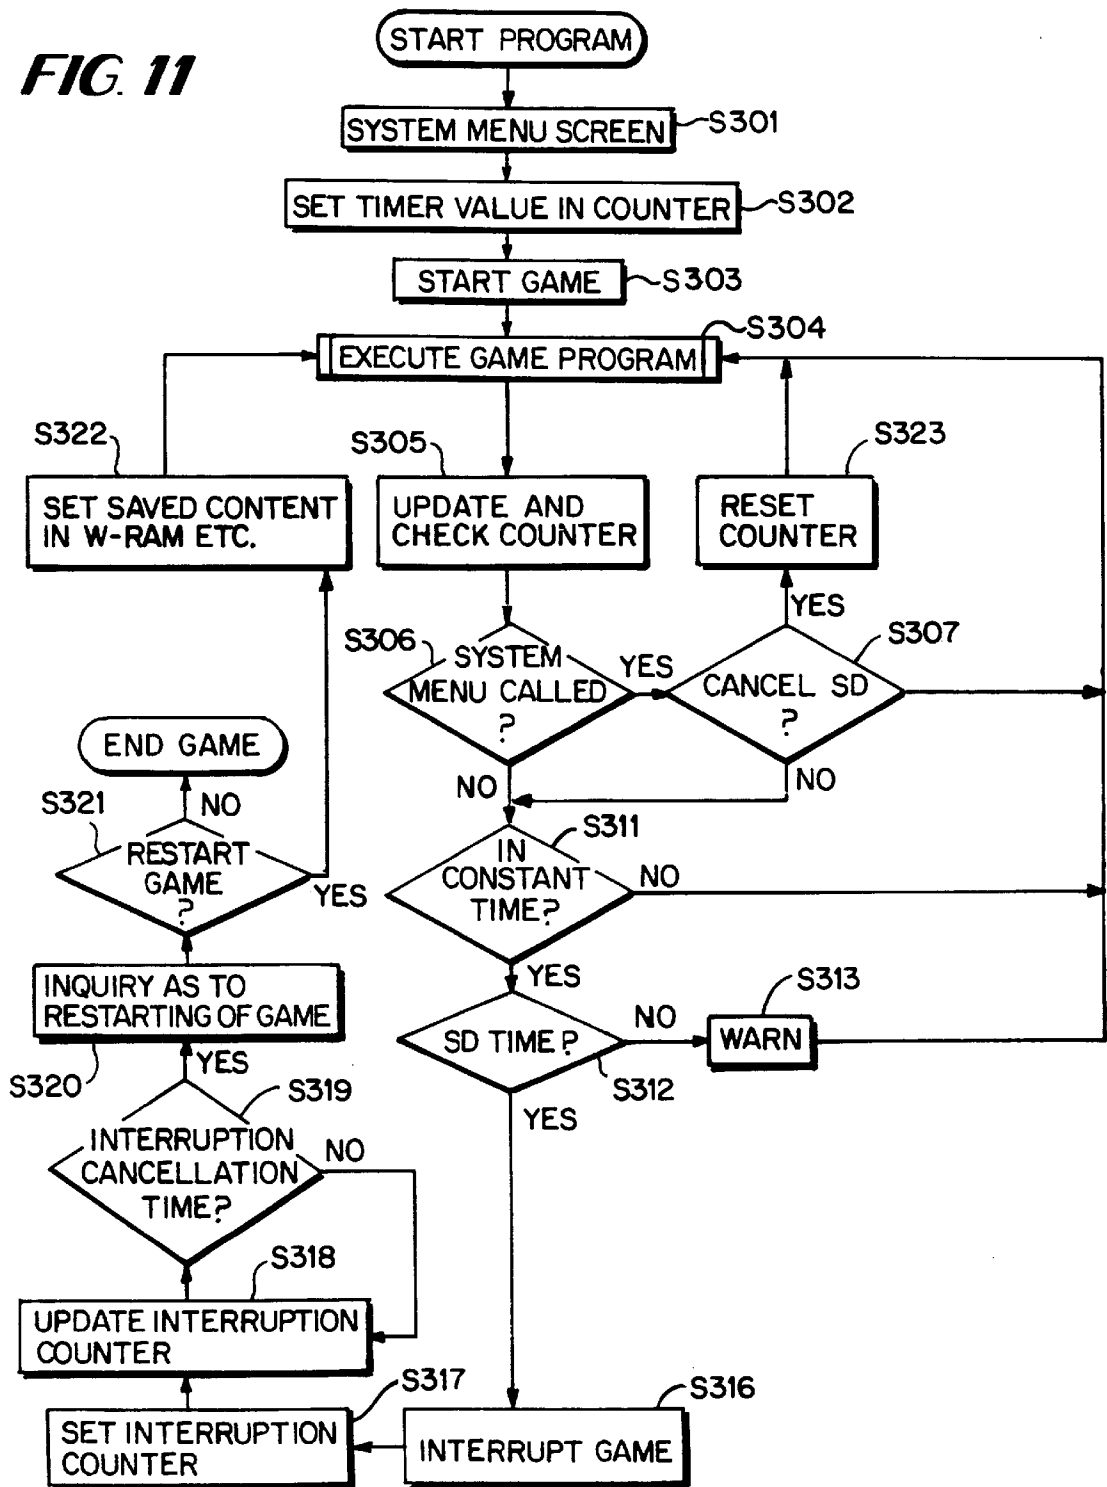 FIG. 11
START PROGRAM
SYSTEM MENU SCREEN
S301
SET TIMER VALUE IN COUNTER
S302
START GAME
S303
EXECUTE GAME PROGRAM
S304
S322
SET SAVED CONTENT
IN W-RAM ETC.
S305
UPDATE AND
CHECK COUNTER
S323
RESET
COUNTER
YES
S306
SYSTEM
MENU CALLED
?
YES
S307
CANCEL SD
?
NO
NO
END GAME
NO
S321
RESTART
GAME
?
YES
S311
IN
CONSTANT
TIME?
NO
YES
INQUIRY AS TO
RESTARTING OF GAME
S320
YES
SD TIME?
S312
NO
S313
WARN
YES
S319
INTERRUPTION
CANCELLATION
TIME?
NO
S318
UPDATE INTERRUPTION
COUNTER
S317
SET INTERRUPTION
COUNTER
S316
INTERRUPT GAME